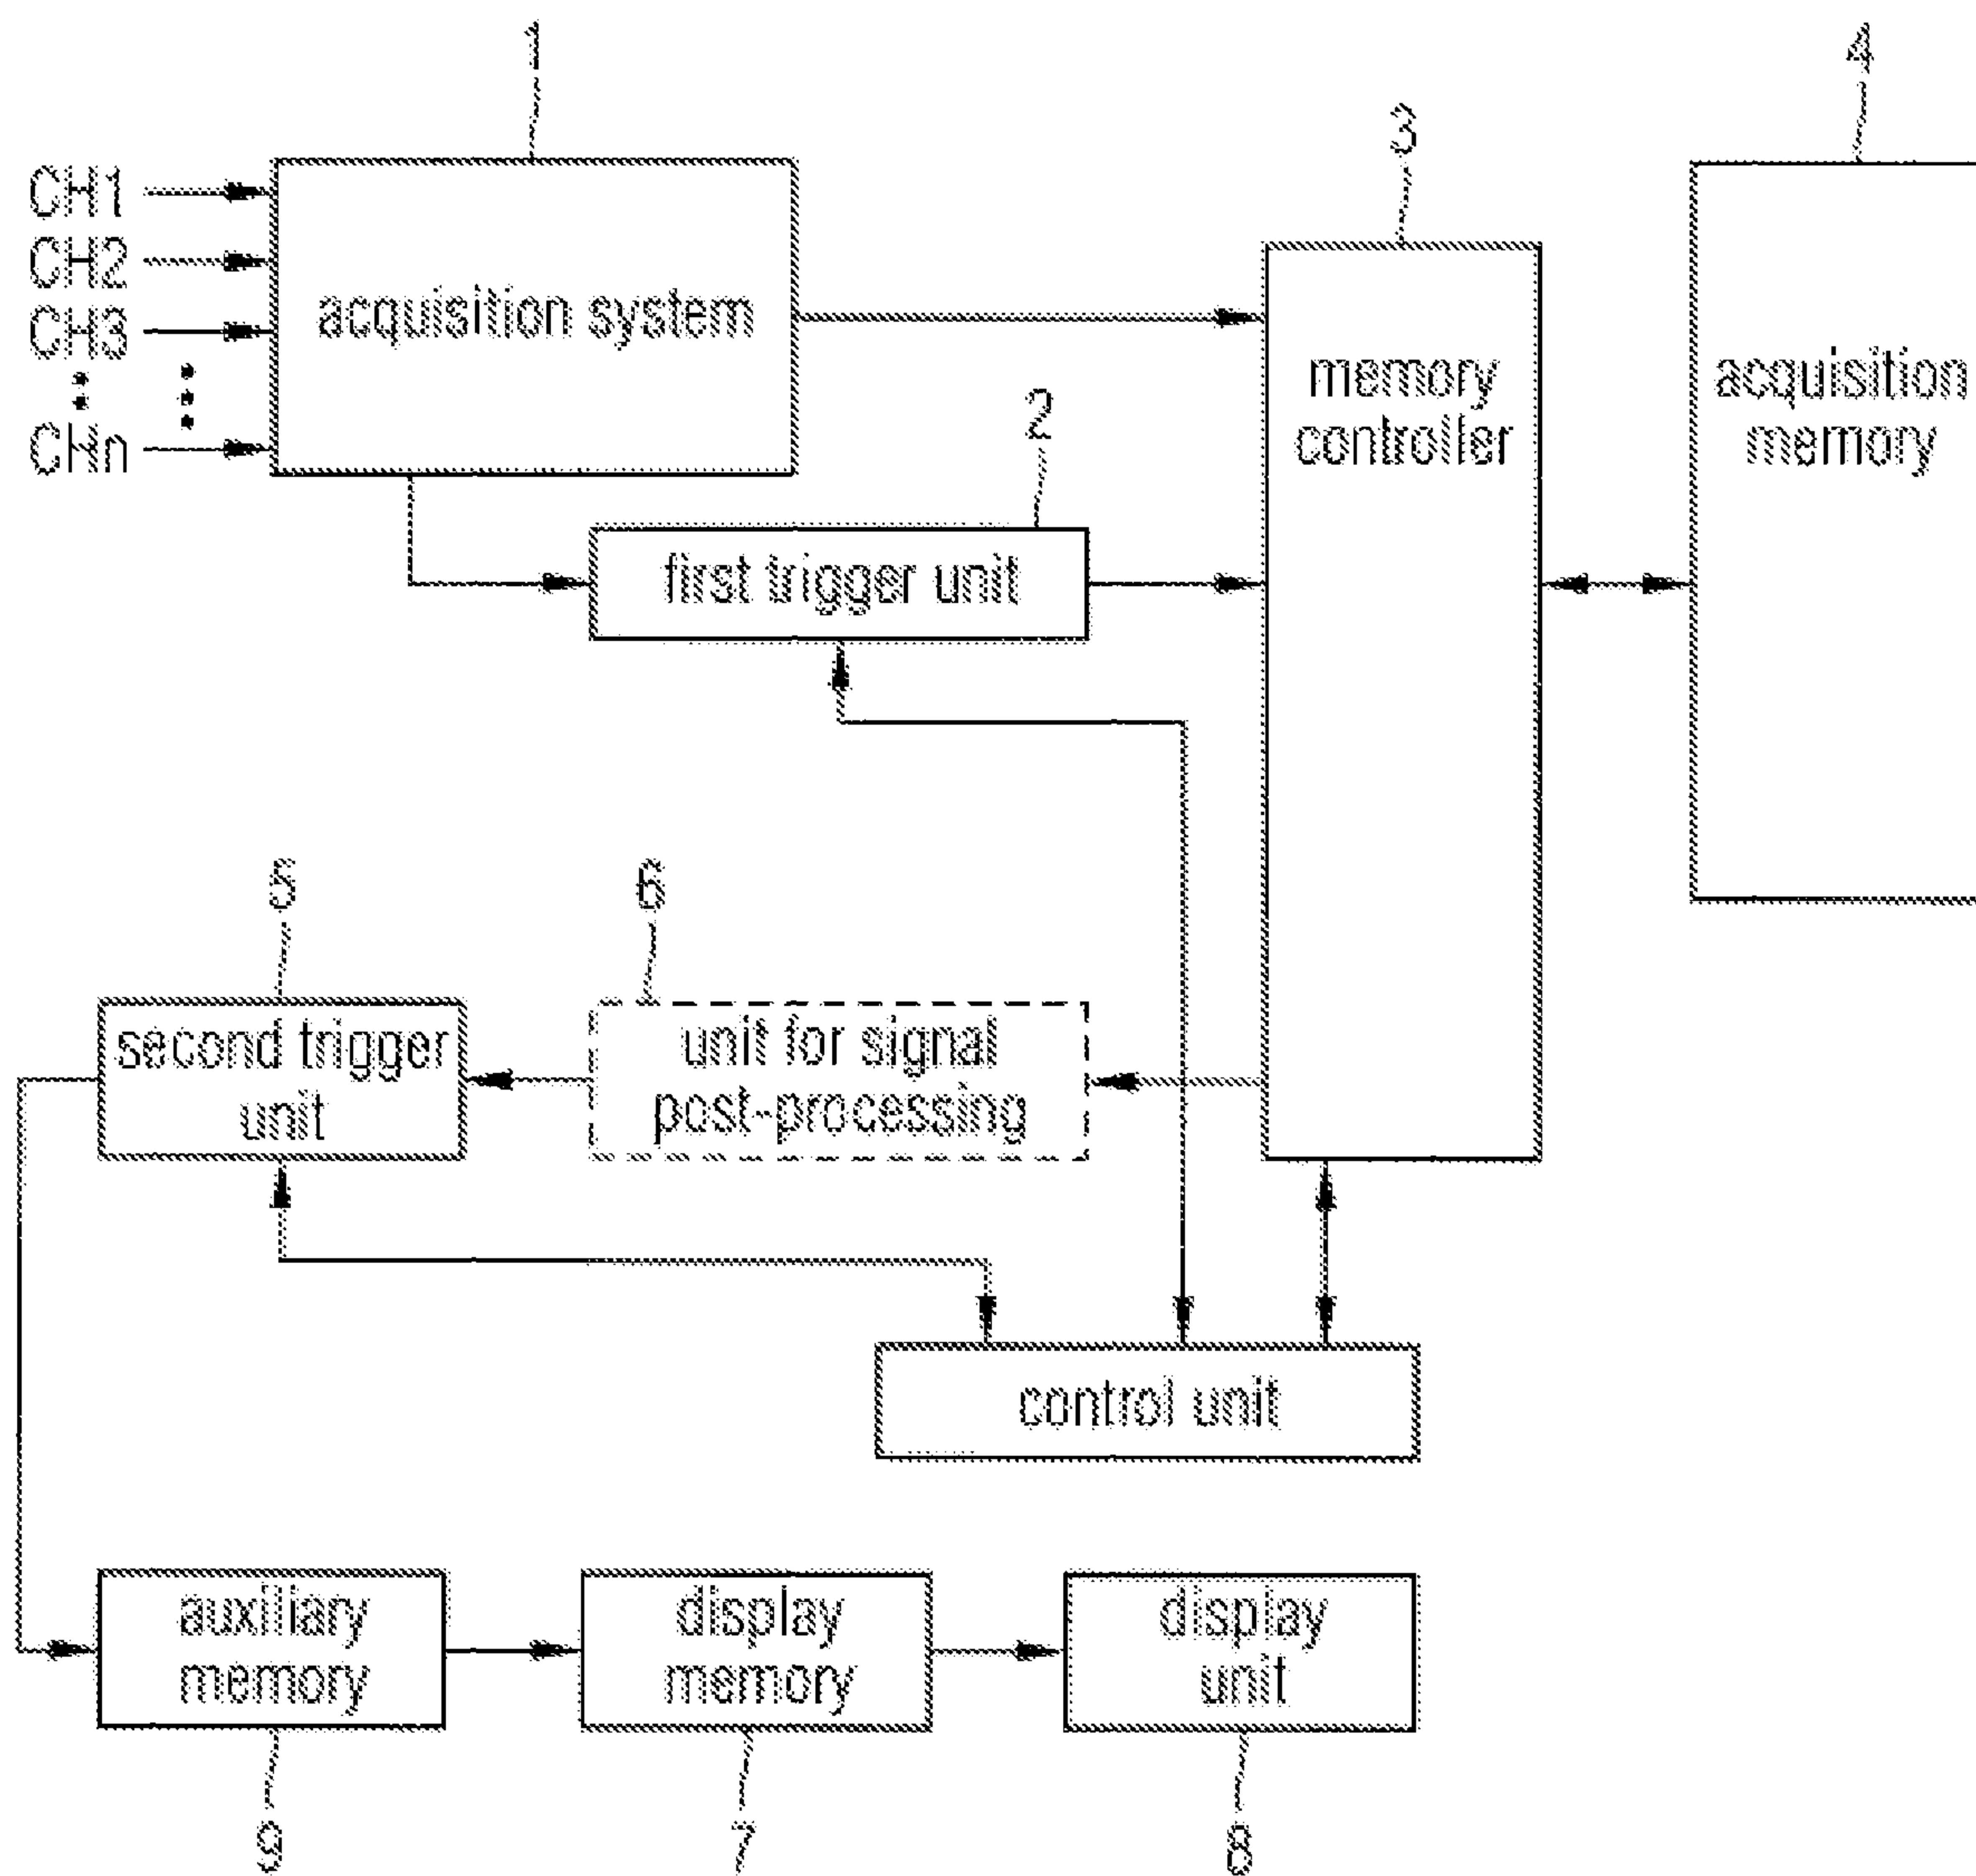 1
4
3
CH1
CH2
CH3
CHn
acquisition system
memory
controller
acquisition
memory
2
first trigger unit
5
6
second trigger
unit
unit for signal
post-processing
control unit
auxiliary
memory
display
memory
display
unit
9
7
8